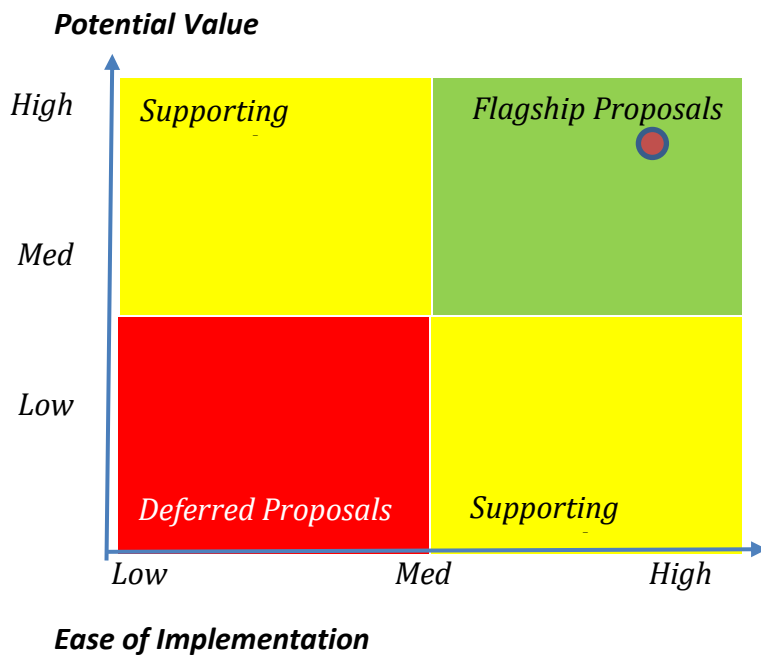 Potential Value
High
Supporting
Flagship Proposals
Med
Low
Deferred Proposals
Supporting
Low
Med
High
Ease of Implementation